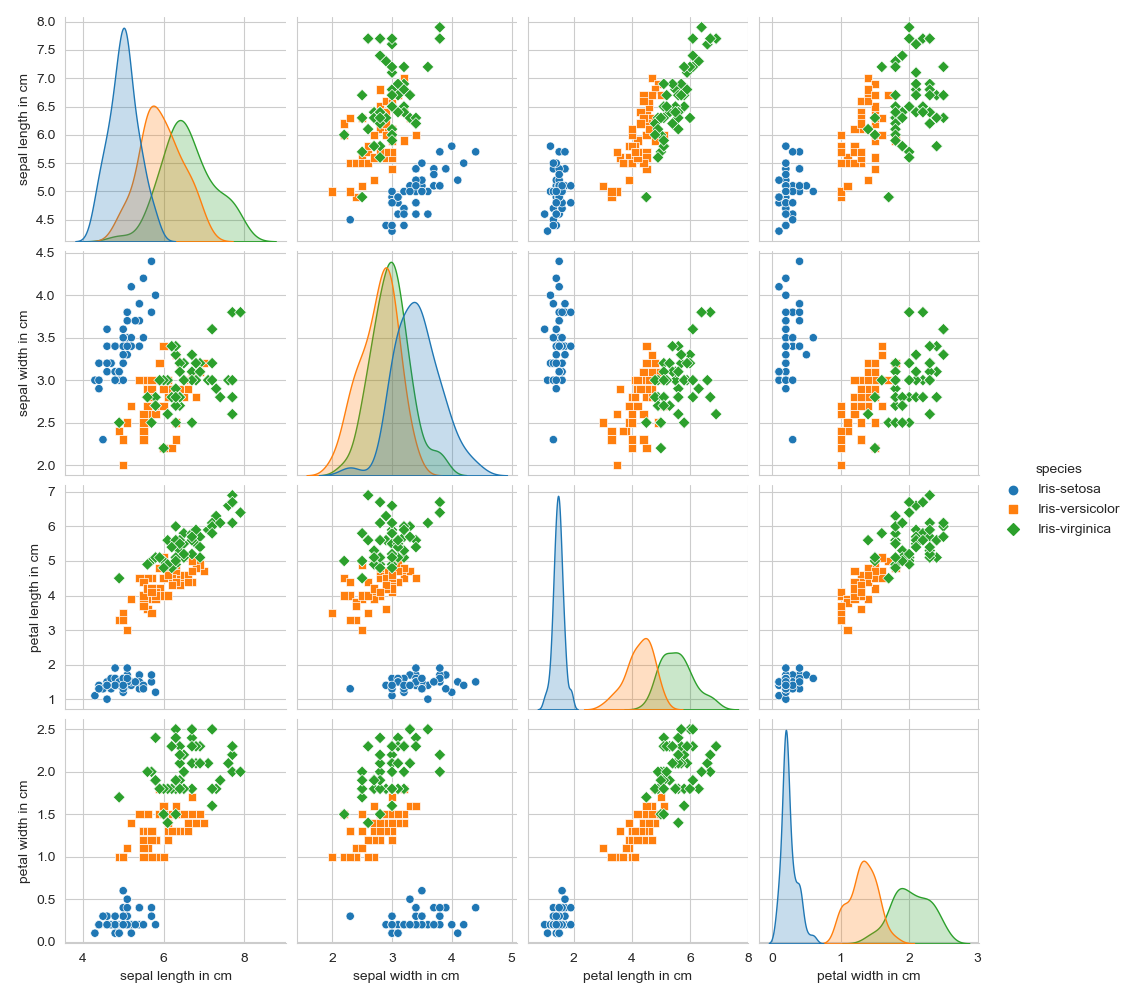 8.0
7.5
7.0
6.5
6.0
5.5
5.0
4.5
sepal length in cm
4.5
4.0
3.5
3.0
2.5
2.0
sepal width in cm
species
Iris-setosa
Iris-versicolor
Iris-virginica
7
6
5
4
3
2
1
petal length in cm
2.5
2.0
1.5
1.0
0.5
0.0
petal width in cm
4 8 2 3 4 5 2 4 6 8 0 1 2 3
sepal length in cm sepal width in cm petal length in cm petal width in cm